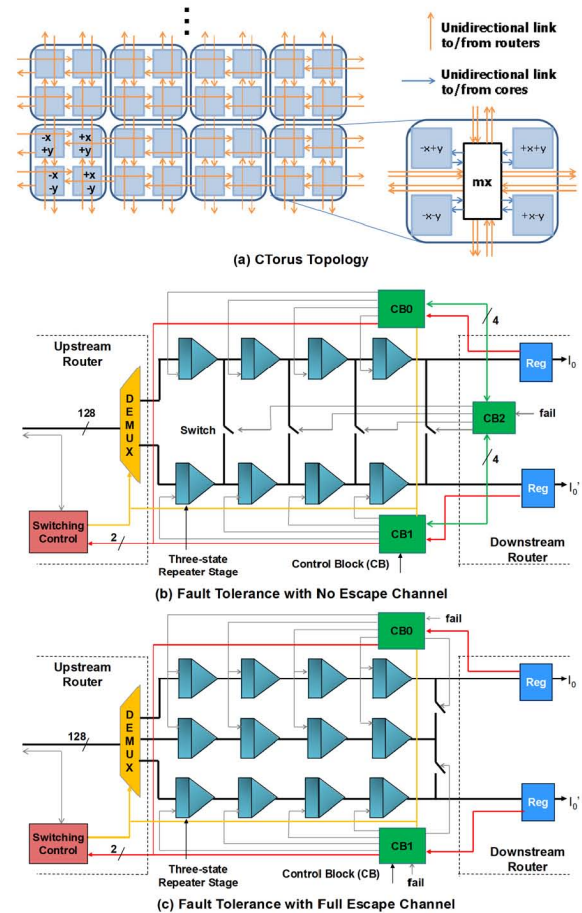 Unidirectional link
to/from routers
Unidirectional link
to/from cores
-x
+y
+x
+y
-x
-y
+x
-y
-x+y
+x+y
mx
-x-y
+x-y
(a) CTorus Topology
CB0
4
Upstream
Router
Reg
I0
DEMUX
128
CB2
fail
Switch
4
Reg
I0'
Switching
Control
2
CB1
Three-state
Repeater Stage
Control Block (CB)
Downstream
Router
(b) Fault Tolerance with No Escape Channel
CB0
fail
Upstream
Router
Reg
I0
DEMUX
128
Reg
I0'
Switching
Control
2
CB1
Three-state
Repeater Stage
Control Block (CB)
fail
Downstream
Router
(c) Fault Tolerance with Full Escape Channel